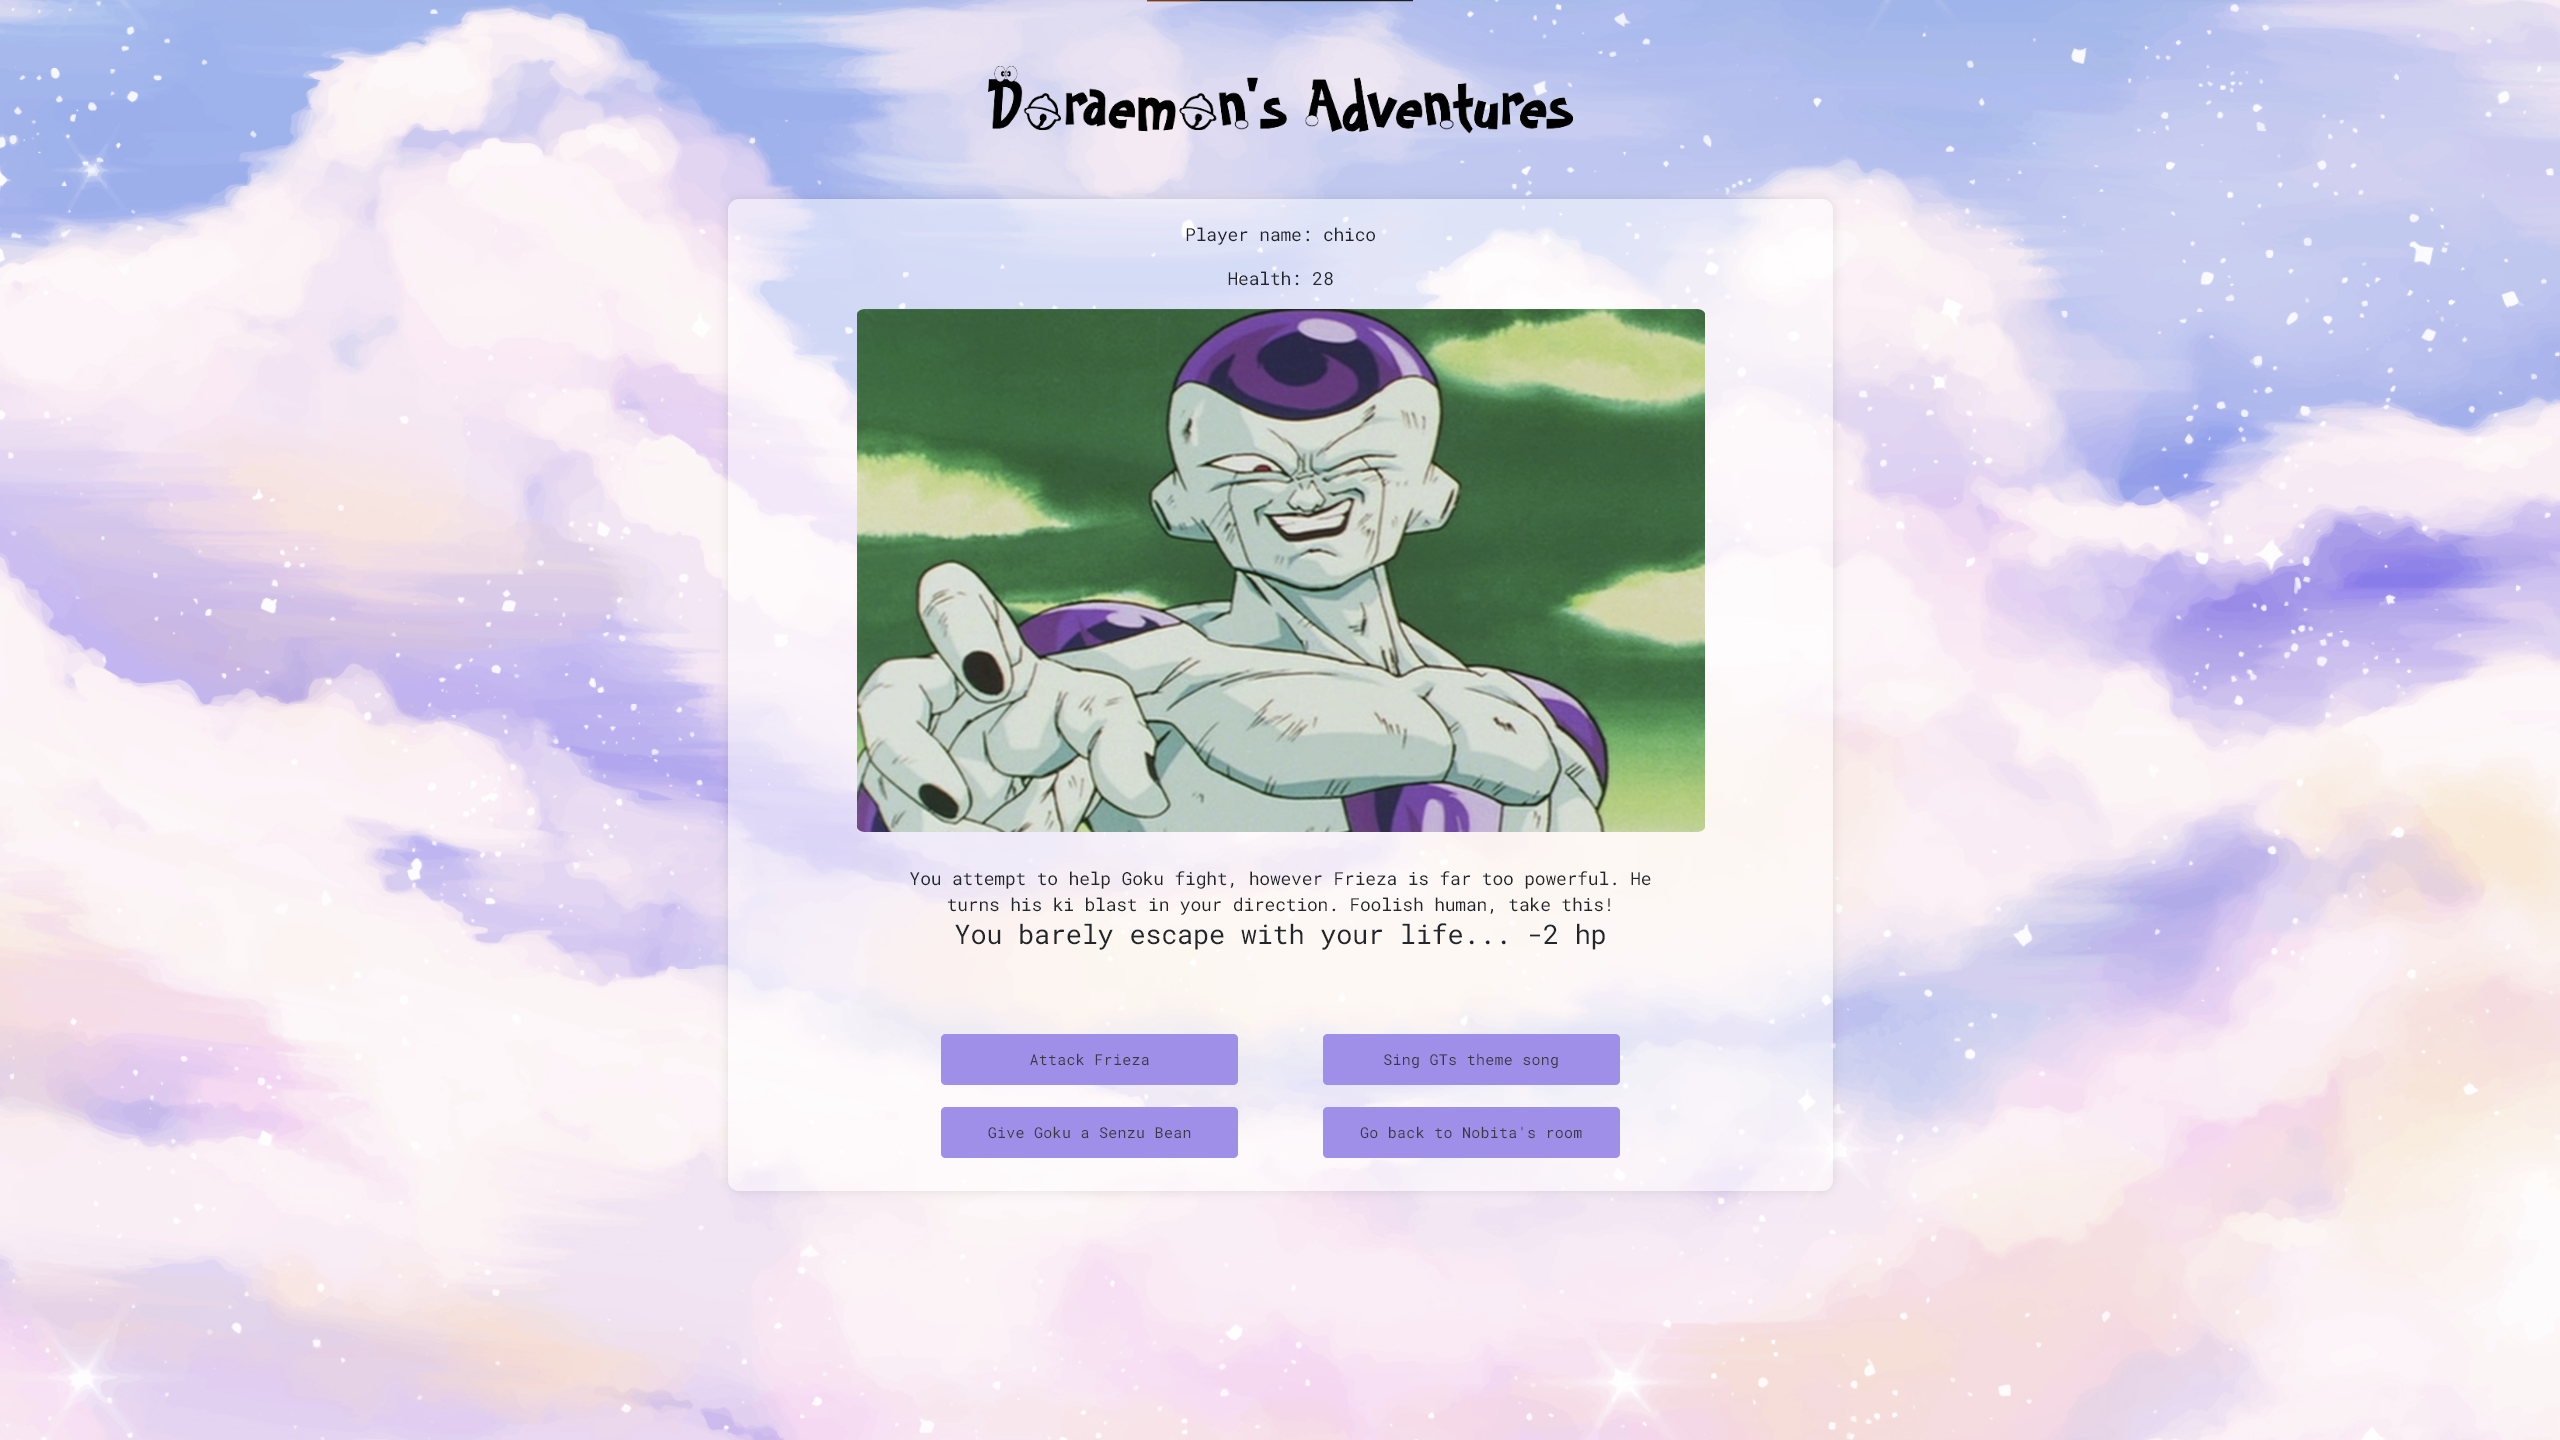 Doraemon's Adventures
Player name: chico
Health: 28
You attempt to help Goku fight, however Frieza is far too powerful. He
turns his ki blast in your direction. Foolish human, take this!
You barely escape with your life... -2 hp
Attack Frieza
Sing GTs theme song
Give Goku a Senzu Bean
Go back to Nobita's room